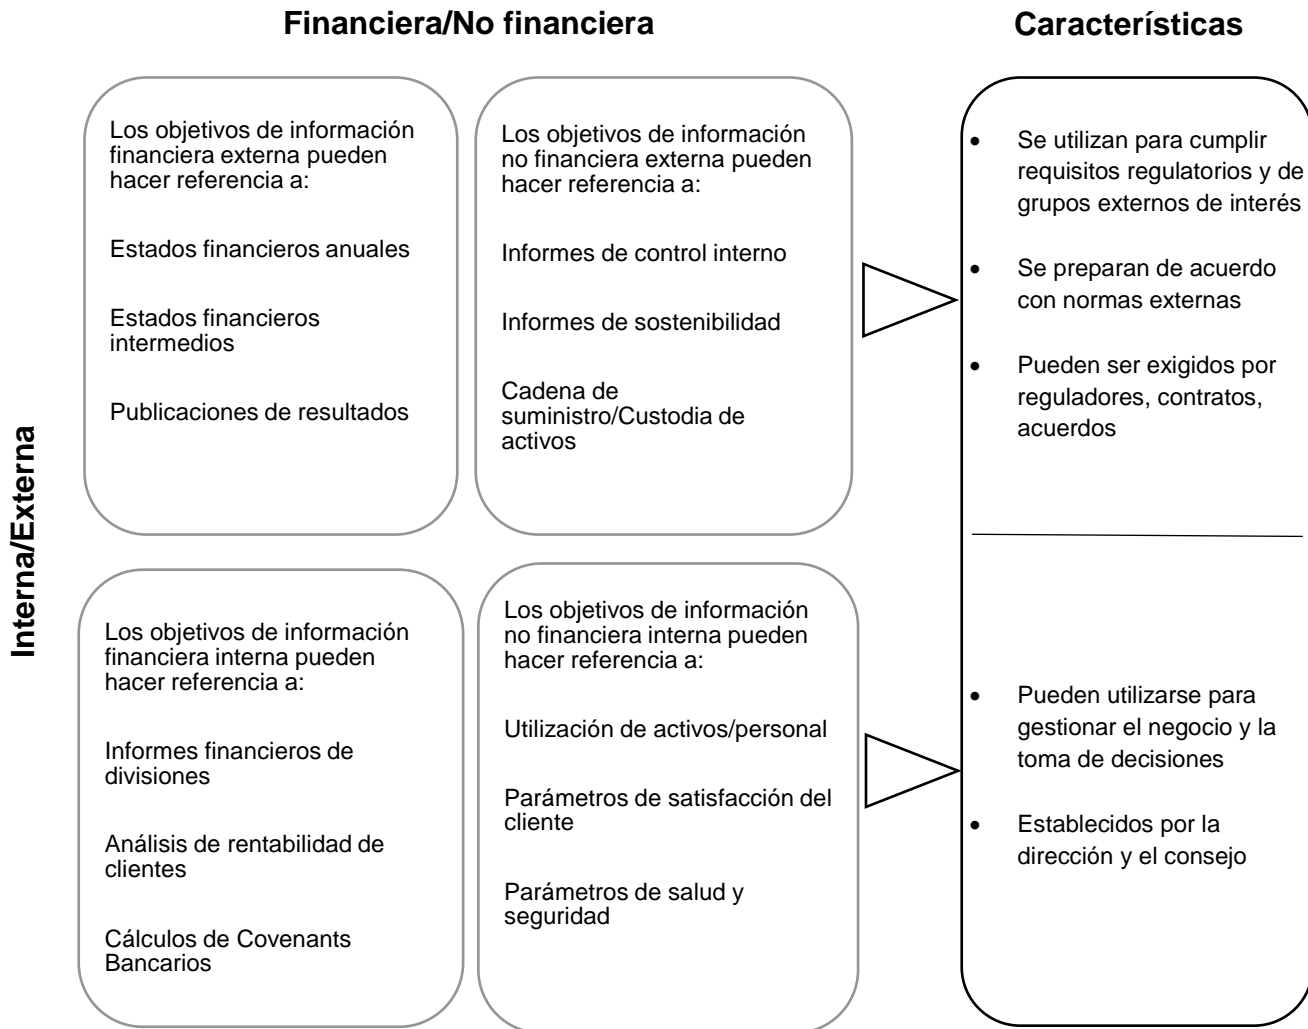 Financiera/No financiera
Características
Interna/Externa
Los objetivos de información
financiera externa pueden
hacer referencia a:
Estados financieros anuales
Estados financieros
intermedios
Publicaciones de resultados
Los objetivos de información
no financiera externa pueden
hacer referencia a:
Informes de control interno
Informes de sostenibilidad
Cadena de
suministro/Custodia de
activos
• Se utilizan para cumplir
requisitos regulatorios y de
grupos externos de interés
• Se preparan de acuerdo
con normas externas
• Pueden ser exigidos por
reguladores, contratos,
acuerdos
Los objetivos de información
financiera interna pueden
hacer referencia a:
Informes financieros de
divisiones
Análisis de rentabilidad de
clientes
Cálculos de Covenants
Bancarios
Los objetivos de información
no financiera interna pueden
hacer referencia a:
Utilización de activos/personal
Parámetros de satisfacción del
cliente
Parámetros de salud y
seguridad
• Pueden utilizarse para
gestionar el negocio y la
toma de decisiones
• Establecidos por la
dirección y el consejo